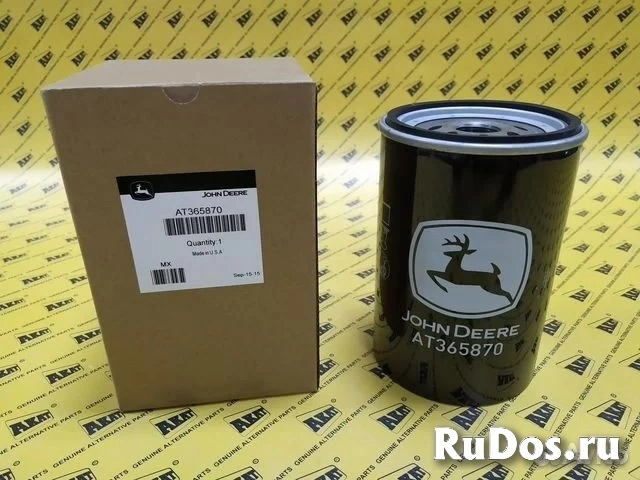 JOHN DEERE
AT365870
Quantity:1
Made in U.S.A
MX
Sep-15-15
JOHN DEERE
AT365870
AKAT
GENUINE ALTERNATIVE PARTS
RuDos.ru